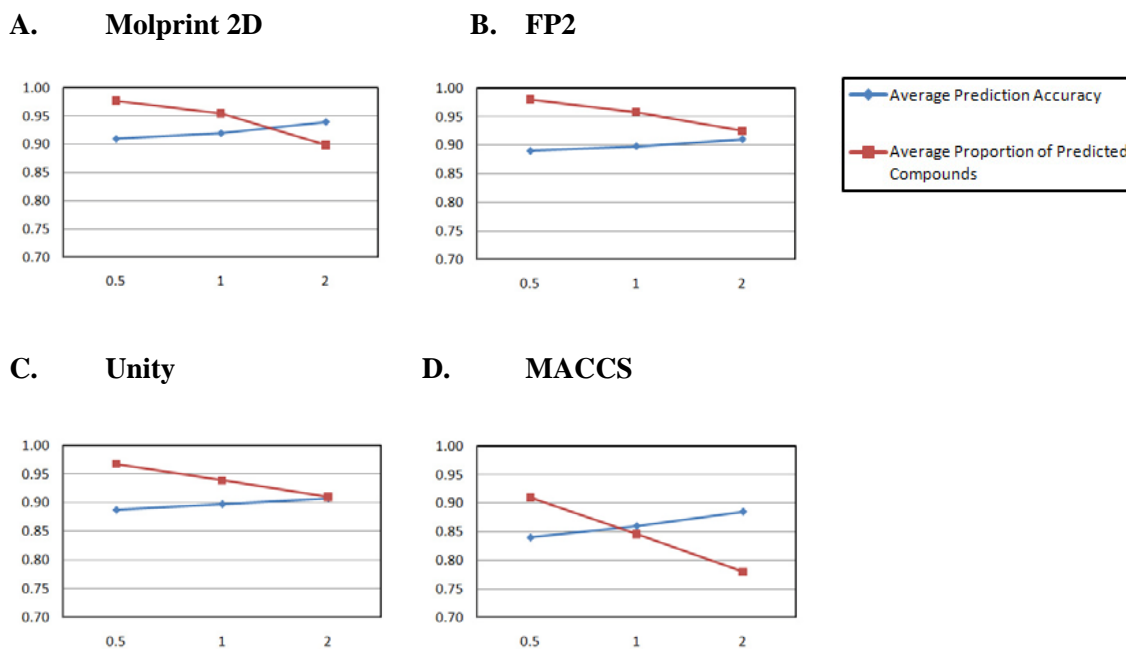 A. Molprint 2D
B. FP2
1.00
0.95
0.90
0.85
0.80
0.75
0.70
0.5 1 2
1.00
0.95
0.90
0.85
0.80
0.75
0.70
0.5 1 2
Average Prediction Accuracy
Average Proportion of Predicted
Compounds
C. Unity
D. MACCS
1.00
0.95
0.90
0.85
0.80
0.75
0.70
0.5 1 2
1.00
0.95
0.90
0.85
0.80
0.75
0.70
0.5 1 2